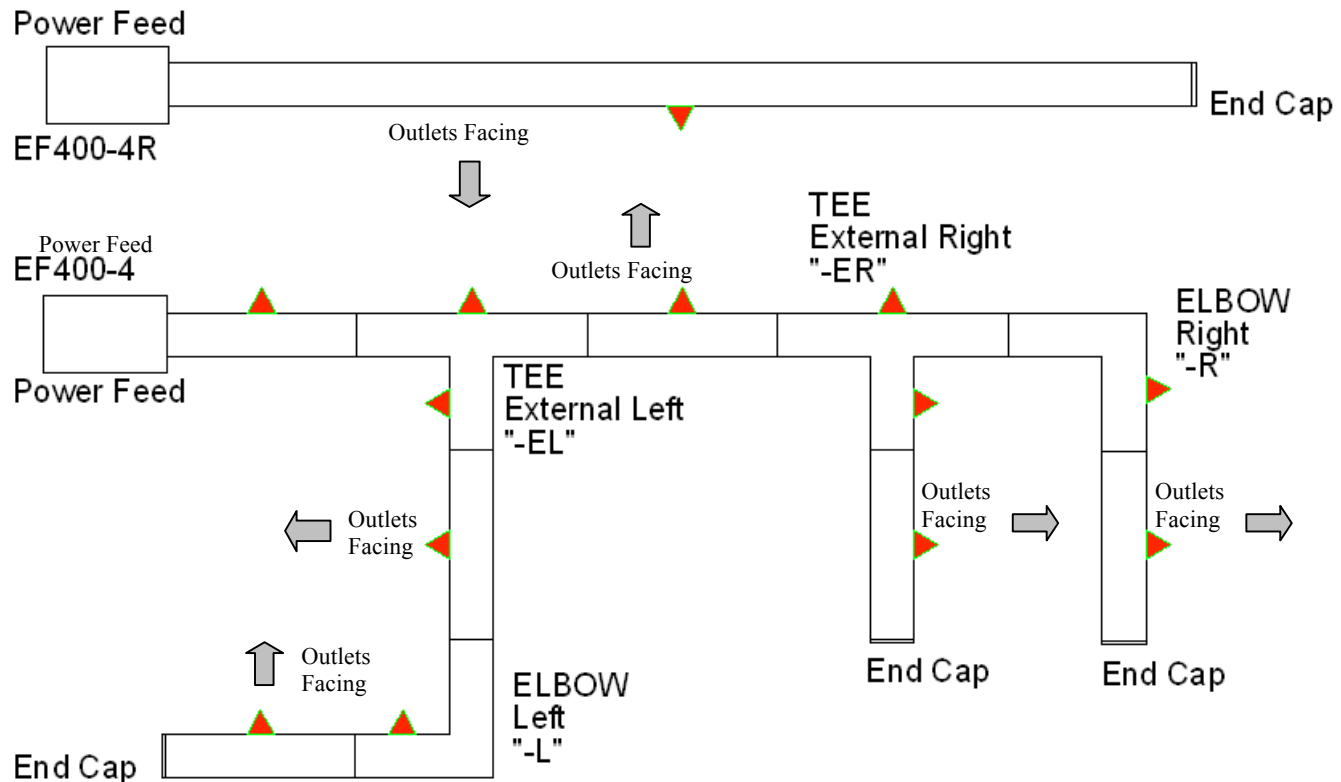 Power Feed
EF400-4R
End Cap
Outlets Facing
Outlets Facing
TEE
External Right
"-ER"
Power Feed
EF400-4
Power Feed
ELBOW
Right
"-R"
TEE
External Left
"-EL"
Outlets
Facing
Outlets
Facing
Outlets
Facing
Outlets
Facing
End Cap
End Cap
ELBOW
Left
"-L"
End Cap